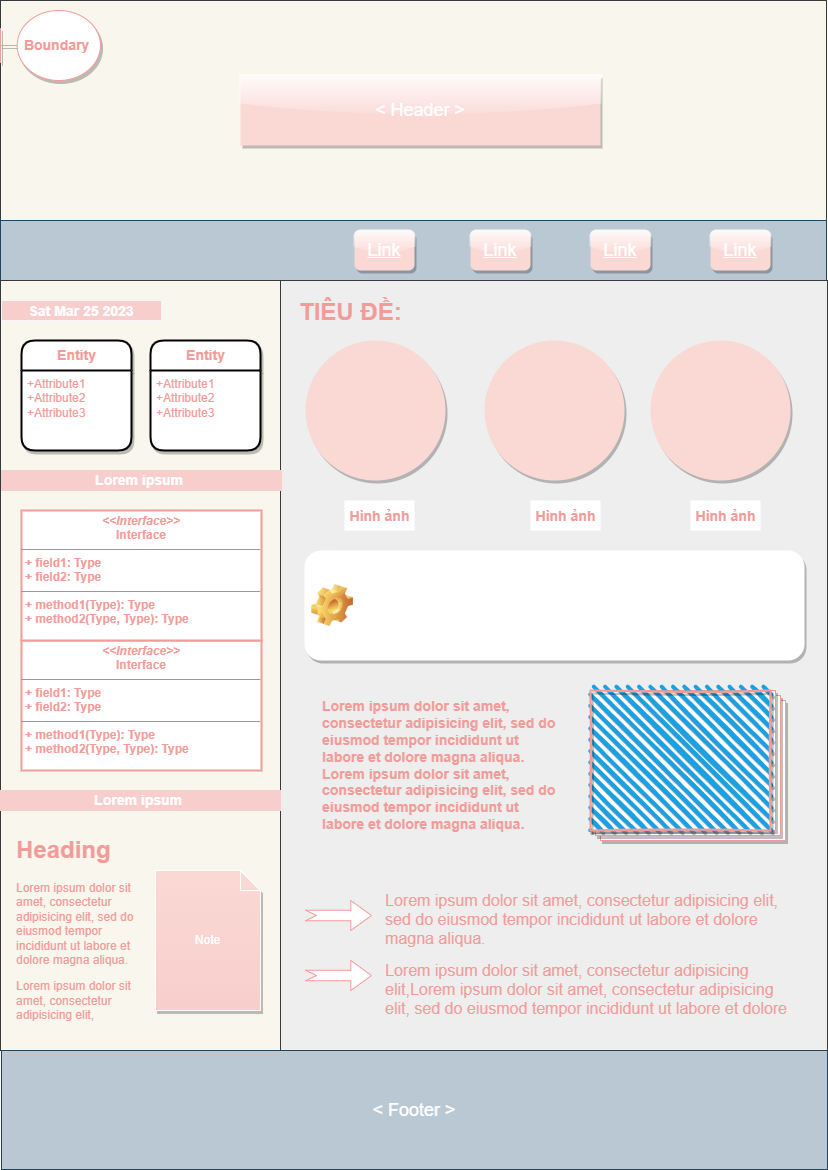 Boundary
< Header >
Link
Link
Link
Link
Sat Mar 25 2023
Entity
+Attribute1
+Attribute2
+Attribute3
Entity
+Attribute1
+Attribute2
+Attribute3
Lorem ipsum
<<Interface>>
Interface
+ field1: Type
+ field2: Type
+ method1(Type): Type
+ method2(Type, Type): Type
<<Interface>>
Interface
+ field1: Type
+ field2: Type
+ method1(Type): Type
+ method2(Type, Type): Type
Lorem ipsum
Heading
Lorem ipsum dolor sit
amet, consectetur
adipisicing elit, sed do
eiusmod tempor
incididunt ut labore et
dolore magna aliqua.
Lorem ipsum dolor sit
amet, consectetur
adipisicing elit,
Note
TIÊU ĐỀ:
Hình ảnh
Hình ảnh
Hình ảnh
Lorem ipsum dolor sit amet,
consectetur adipisicing elit, sed do
eiusmod tempor incididunt ut
labore et dolore magna aliqua.
Lorem ipsum dolor sit amet,
consectetur adipisicing elit, sed do
eiusmod tempor incididunt ut
labore et dolore magna aliqua.
Lorem ipsum dolor sit amet, consectetur adipisicing elit,
sed do eiusmod tempor incididunt ut labore et dolore
magna aliqua.
Lorem ipsum dolor sit amet, consectetur adipisicing
elit,Lorem ipsum dolor sit amet, consectetur adipisicing
elit, sed do eiusmod tempor incididunt ut labore et dolore
< Footer >